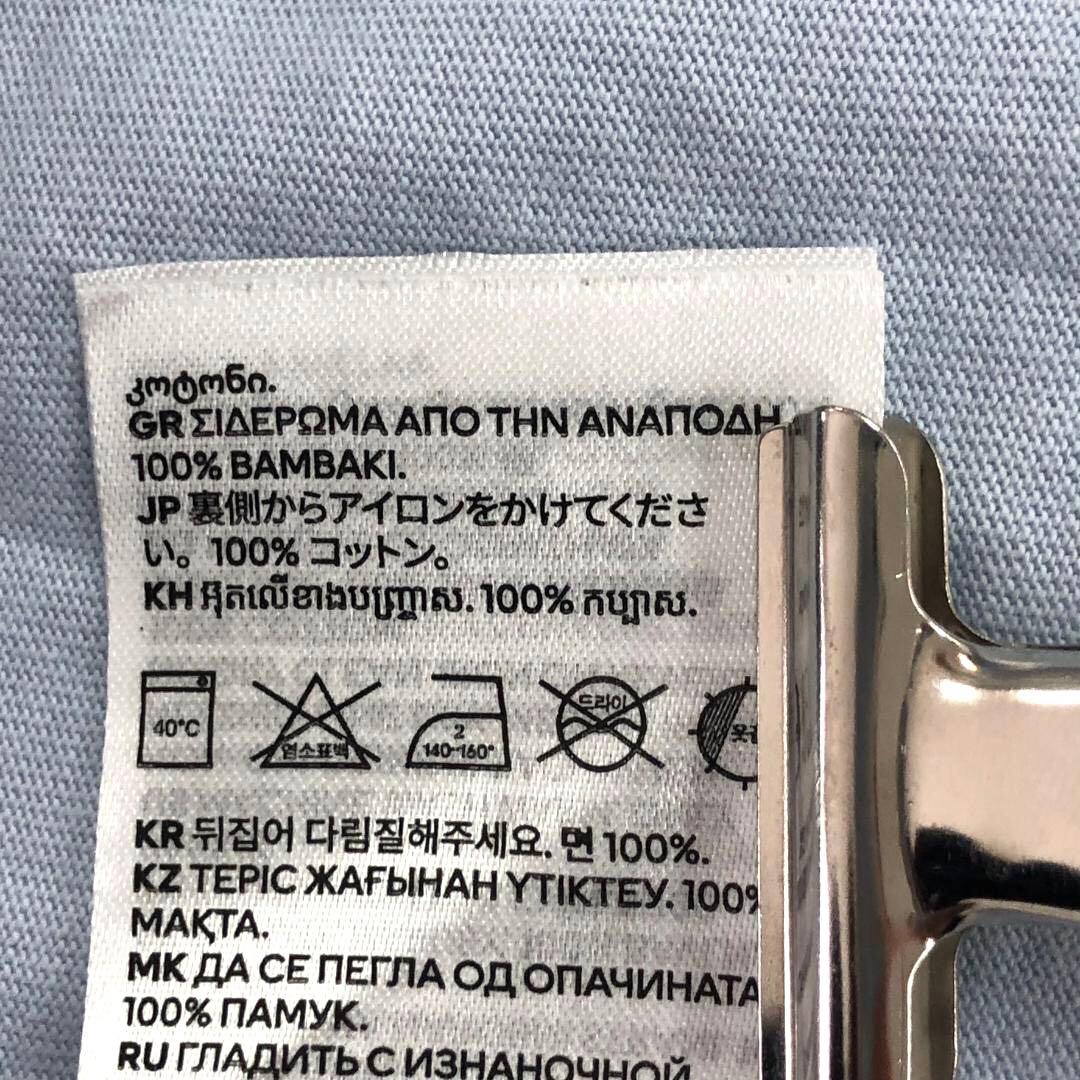 კოტონი.
GR ΣΙΔΕΡΩΜΑ ΑΠΟ ΤΗΝ ΑΝΑΠΟΔΗ
100% ΒΑΜΒΑΚΙ.
JP 裏側からアイロンをかけてくださ
い。100% コットン。
KH អ៊ុតលើខាងបញ្ច្រាស. 100% កប្បាស.
40°C
염소표백
2
140~160°
드라이
KR 뒤집어 다림질해주세요. 면 100%.
KZ ТЕРІС ЖАҒЫНАН ҮТІКТЕУ. 100%
МАҚТА.
MK ДА СЕ ПЕГЛА ОД ОПАЧИНАТА
100% ПАМУК.
RU ГЛАДИТЬ С ИЗНАНОЧНОЙ